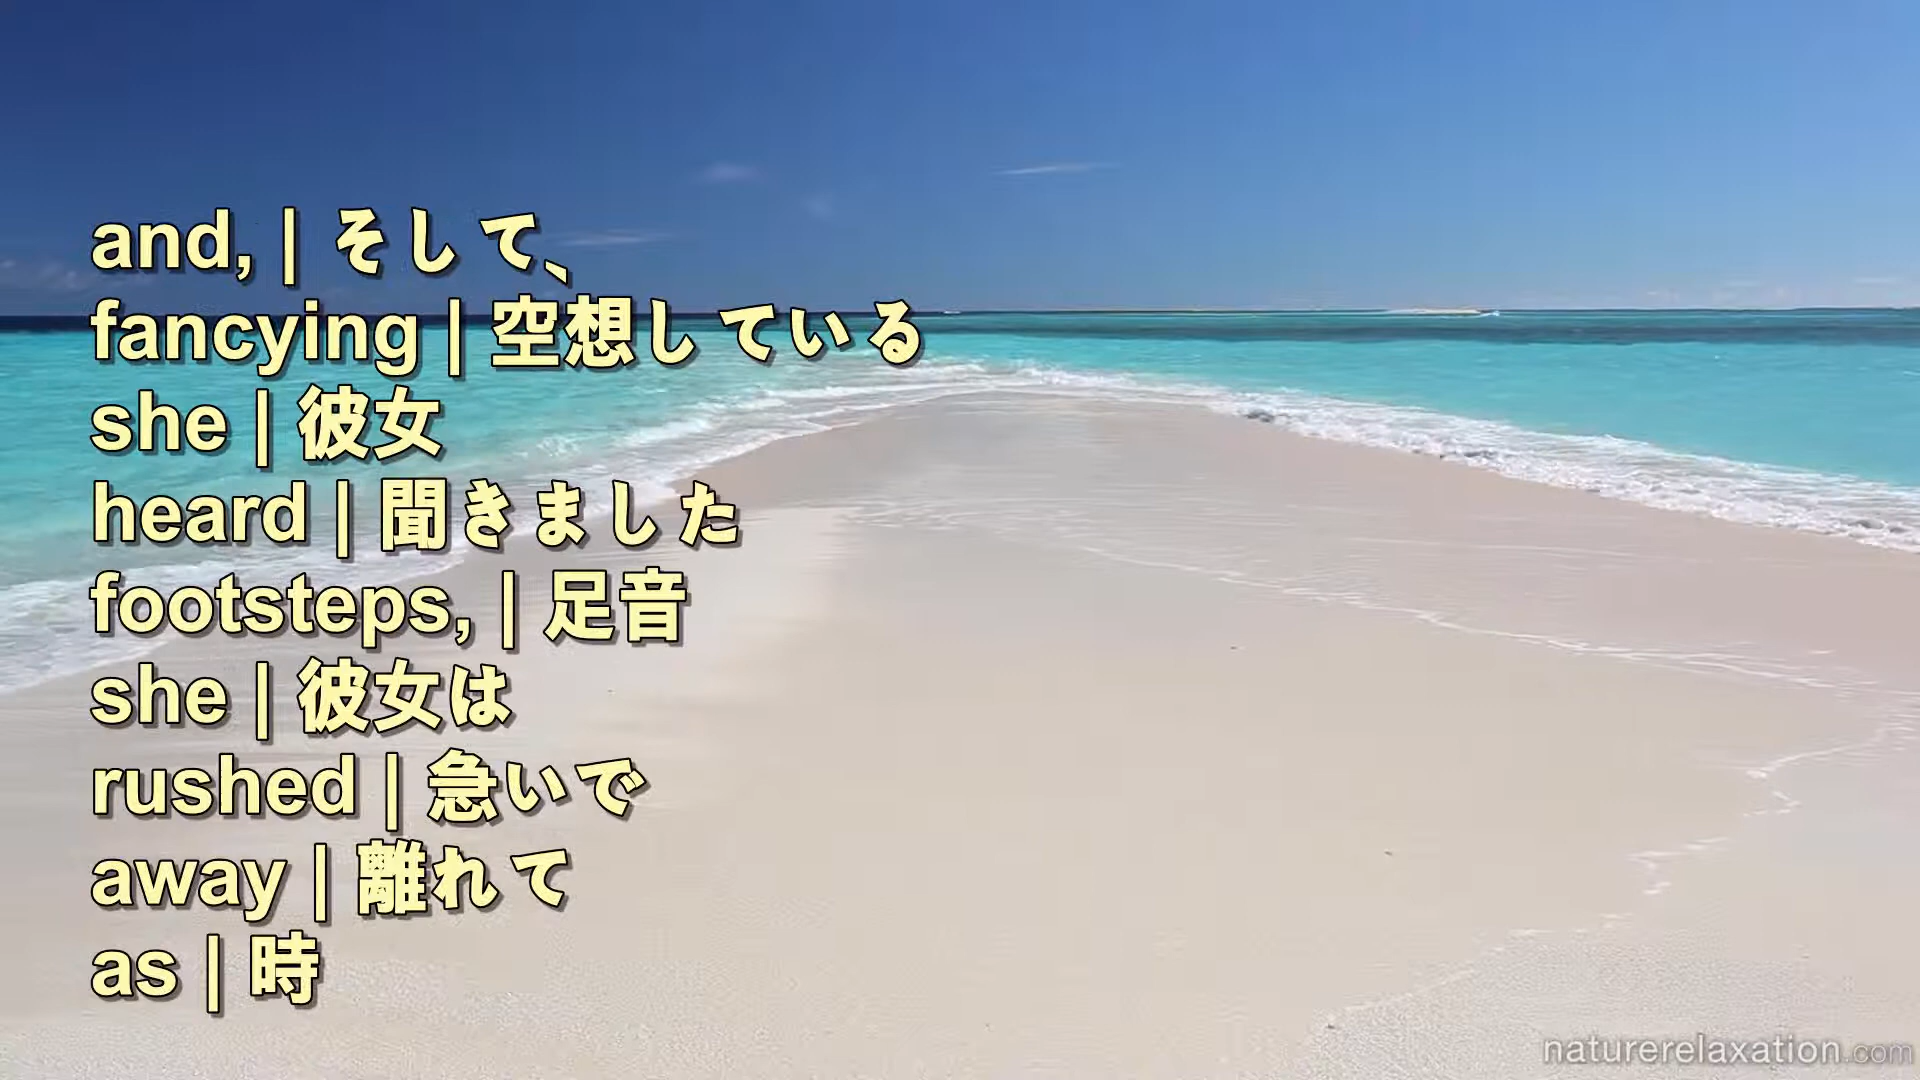 and, | そして、
fancying | 空想している
she | 彼女
heard | 聞きました
footsteps, | 足音
she | 彼女は
rushed | 急いで
away | 離れて
as | 時
naturerelaxation.com